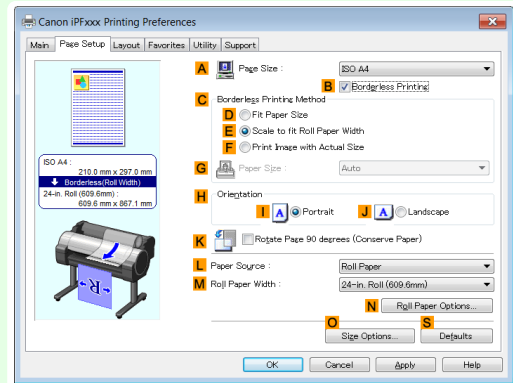 Canon iPFxxx Printing Preferences
Main Page Setup Layout Favorites Utility Support
A Page Size : ISO A4
B Borderless Printing
C Borderless Printing Method
D Fit Paper Size
E Scale to fit Roll Paper Width
F Print Image with Actual Size
ISO A4 :
210.0 mm x 297.0 mm
Borderless(Roll Width)
24-in. Roll (609.6mm) :
609.6 mm x 867.1 mm
G Paper Size : Auto
H Orientation
I A Portrait J A Landscape
K Rotate Page 90 degrees (Conserve Paper)
L Paper Source : Roll Paper
M Roll Paper Width : 24-in. Roll (609.6mm)
N Roll Paper Options...
O S
Size Options... Defaults
OK Cancel Apply Help